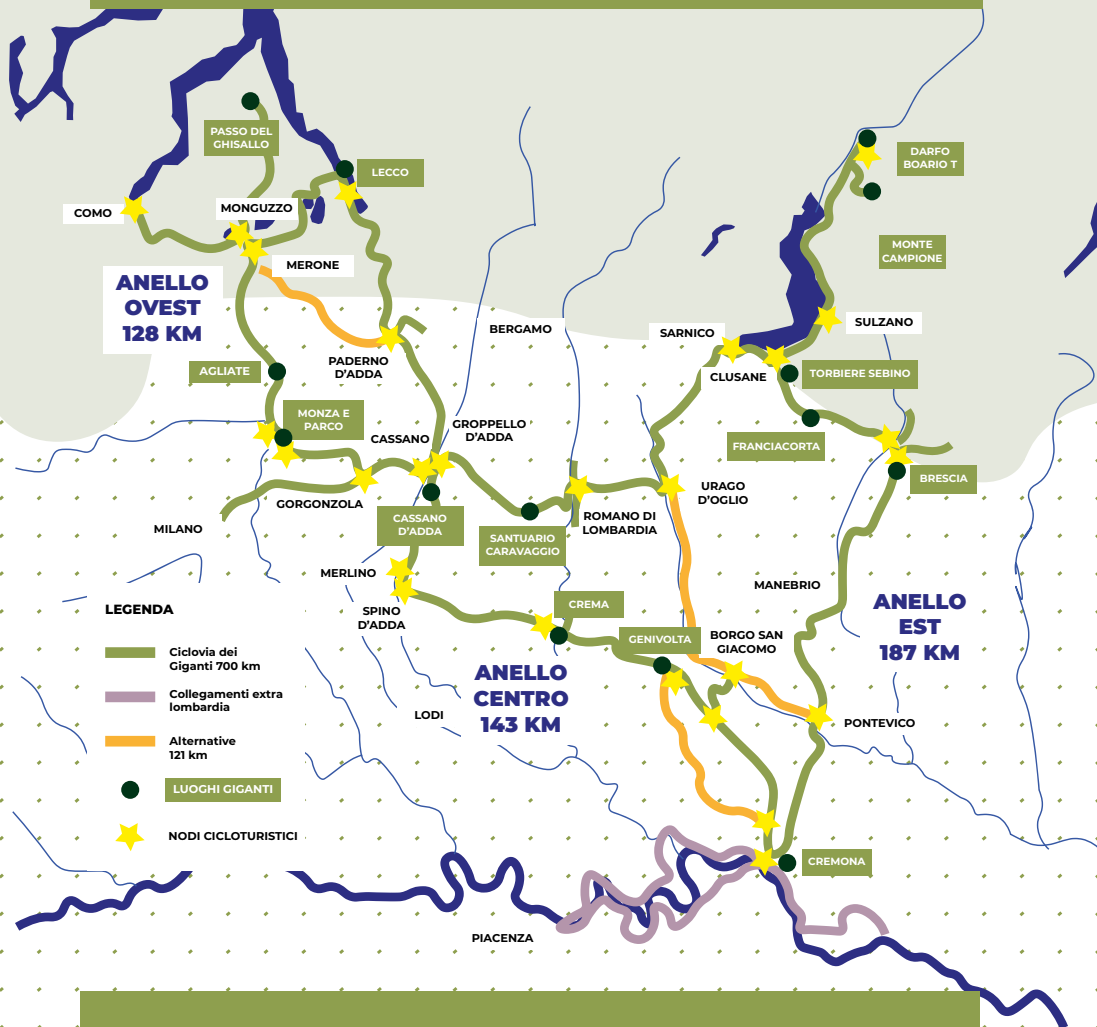 PASSO DEL
GHISALLO
LECCO
DARFO
BOARIO T
COMO
MONGUZZO
MERONE
MONTE
CAMPIONE
ANELLO
OVEST
128 KM
BERGAMO
SARNICO
SULZANO
PADERNO
D'ADDA
AGLIATE
CLUSANE
TORBIERE SEBINO
MONZA E
PARCO
CASSANO
GROPPELLO
D'ADDA
FRANCIACORTA
BRESCIA
GORGONZOLA
URAGO
D'OGLIO
MILANO
CASSANO
D'ADDA
SANTUARIO
CARAVAGGIO
ROMANO DI
LOMBARDIA
MERLINO
MANEBRIO
SPINO
D'ADDA
CREMA
ANELLO
EST
187 KM
GENIVOLTA
BORGO SAN
GIACOMO
ANELLO
CENTRO
143 KM
LODI
PONTEVICO
LEGENDA
Ciclovia dei
Giganti 700 km
Collegamenti extra
lombardia
Alternative
121 km
LUOGHI GIGANTI
NODI CICLOTURISTICI
CREMONA
PIACENZA